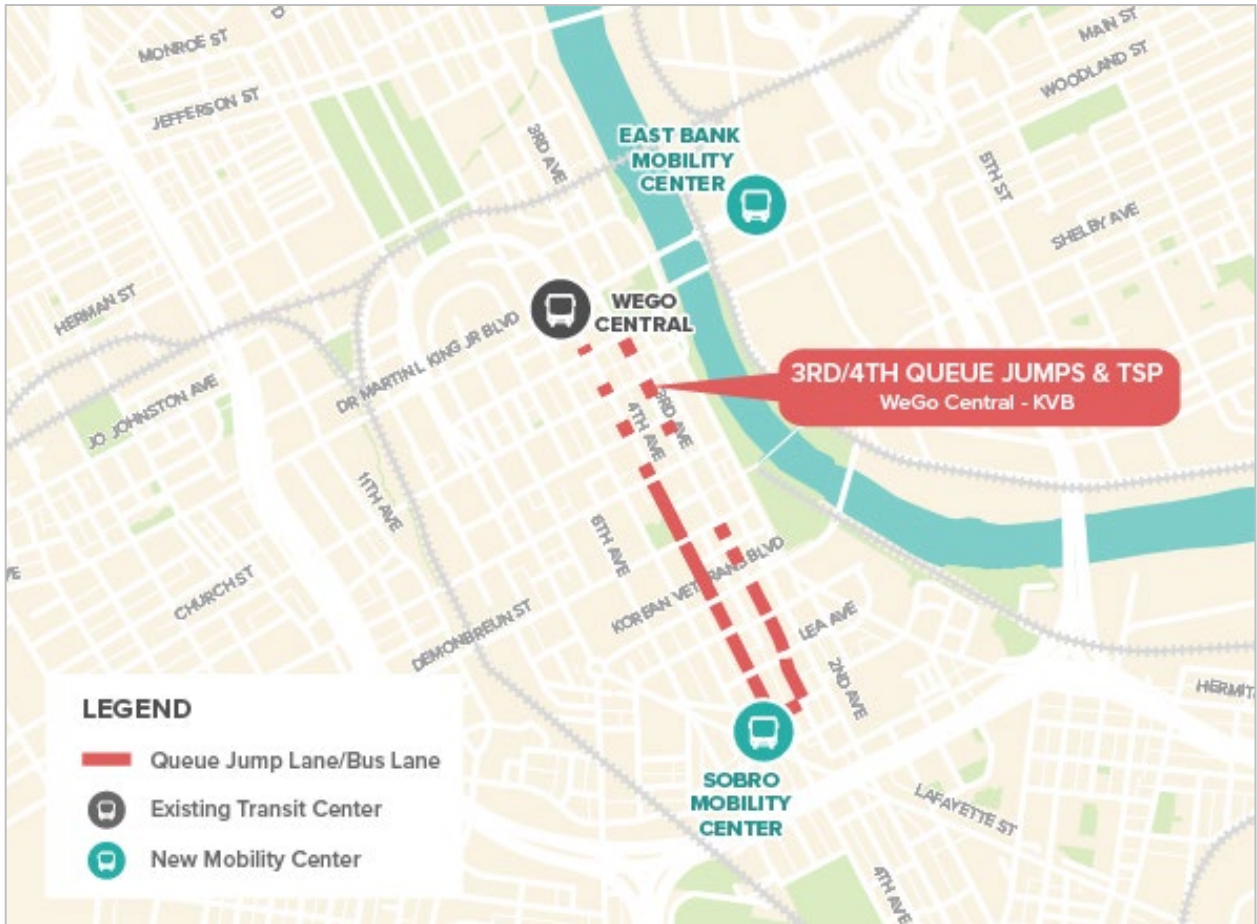 MONROE ST
MAIN ST
JEFFERSON ST
WOODLAND ST
3RD AVE
EAST BANK
MOBILITY
CENTER
5TH ST
SHELBY AVE
HERMAN ST
WEGO
CENTRAL
DR MARTIN L KING JR BLVD
3RD/4TH QUEUE JUMPS & TSP
WeGo Central - KVB
JO JOHNSTON AVE
4TH AVE
3RD AVE
11TH AVE
8TH AVE
KOREAN VETERANS BLVD
CHURCH ST
DEMONBREUN ST
LEA AVE
2ND AVE
HERMIT
LEGEND
Queue Jump Lane/Bus Lane
Existing Transit Center
New Mobility Center
SOBRO
MOBILITY
CENTER
LAFAYETTE ST
4TH AVE